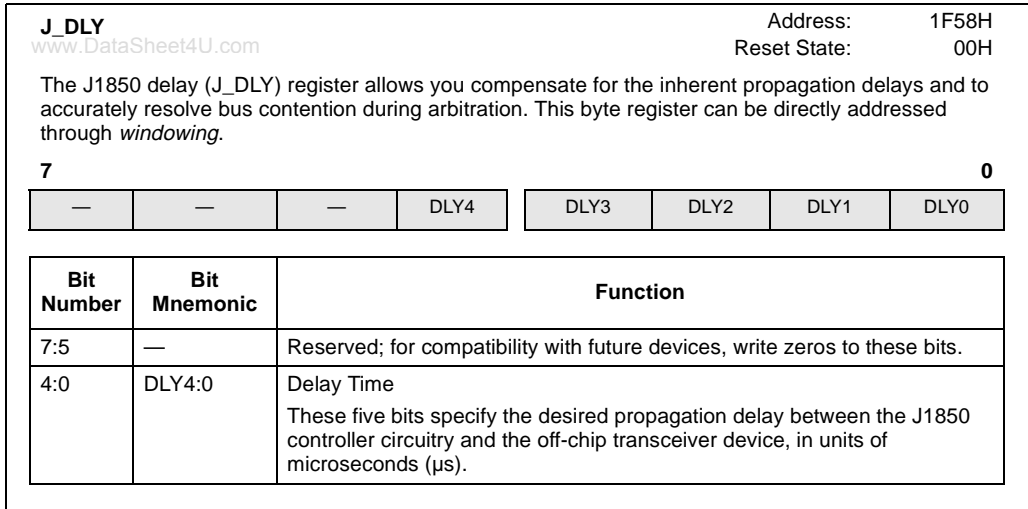 J_DLY Address: 1F58H
www.DataSheet4U.com Reset State: 00H
The J1850 delay (J_DLY) register allows you compensate for the inherent propagation delays and to
accurately resolve bus contention during arbitration. This byte register can be directly addressed
through windowing.
7 0
— — — DLY4 DLY3 DLY2 DLY1 DLY0
Bit Number Bit Mnemonic Function
7:5 — Reserved; for compatibility with future devices, write zeros to these bits.
4:0 DLY4:0 Delay Time
These five bits specify the desired propagation delay between the J1850
controller circuitry and the off-chip transceiver device, in units of
microseconds (µs).